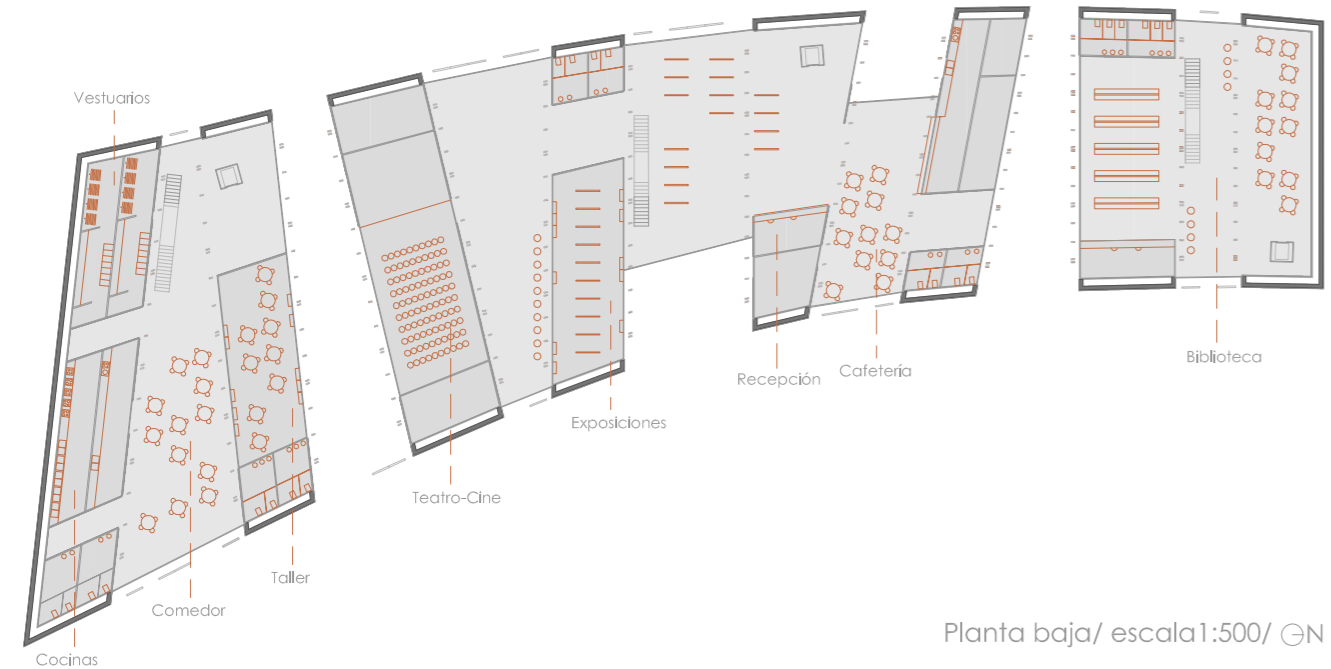 Vestuarios
Biblioteca
Cafetería
Recepción
Exposiciones
Teatro-Cine
Taller
Comedor
Cocinas
Planta baja/ escala1:500/ N